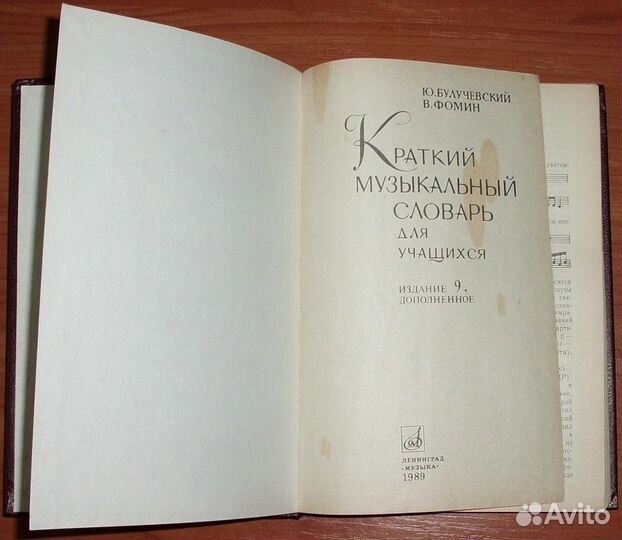 Ю. БУЛУЧЕВСКИЙ
В. ФОМИН
КРАТКИЙ
МУЗЫКАЛЬНЫЙ
СЛОВАРЬ
ДЛЯ
УЧАЩИХСЯ
ИЗДАНИЕ 9,
ДОПОЛНЕННОЕ
ЛЕНИНГРАД
«МУЗЫКА»
1989
Avito